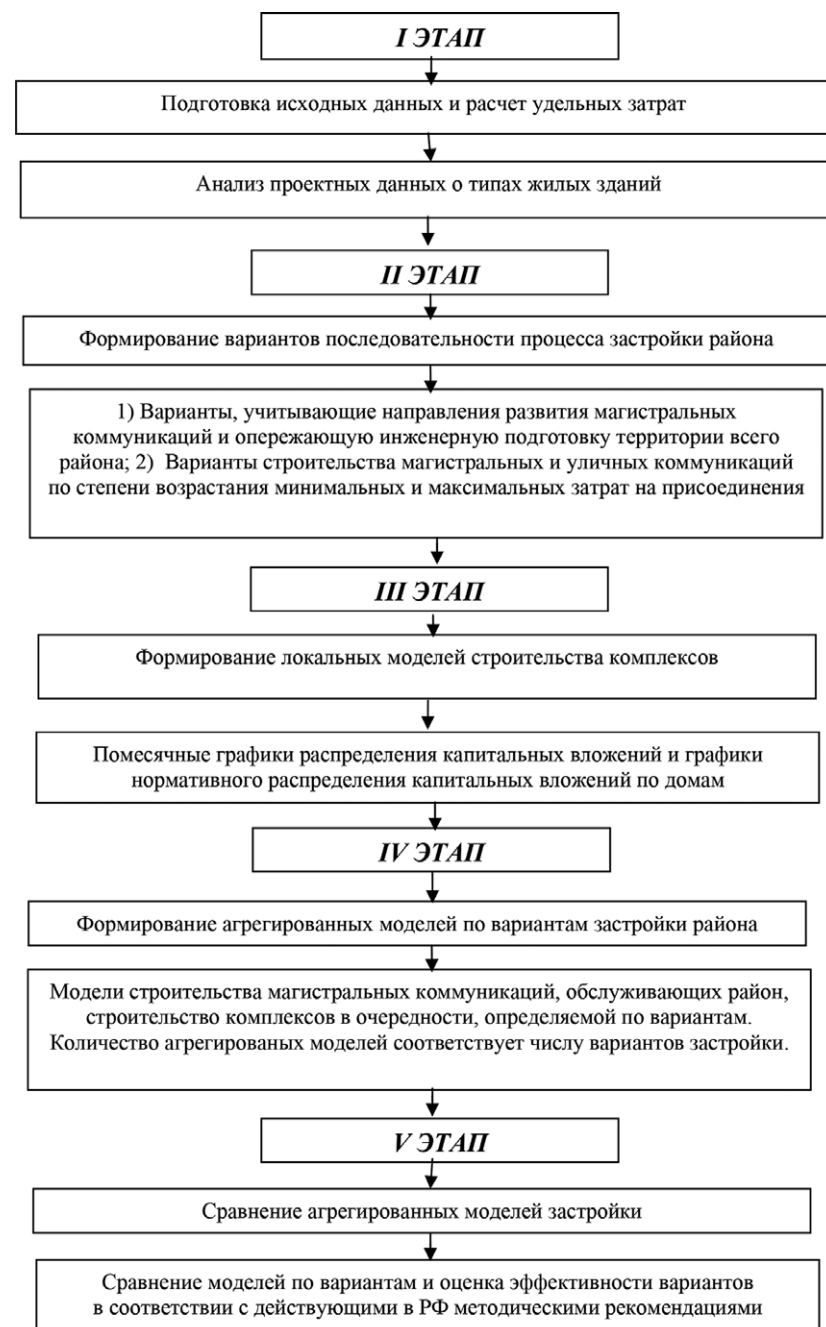 I ЭТАП
Подготовка исходных данных и расчет удельных затрат
Анализ проектных данных о типах жилых зданий
II ЭТАП
Формирование вариантов последовательности процесса застройки района
1) Варианты, учитывающие направления развития магистральных
коммуникаций и опережающую инженерную подготовку территории всего
района; 2) Варианты строительства магистральных и уличных коммуникаций
по степени возрастания минимальных и максимальных затрат на присоединения
III ЭТАП
Формирование локальных моделей строительства комплексов
Помесячные графики распределения капитальных вложений и графики
нормативного распределения капитальных вложений по домам
IV ЭТАП
Формирование агрегированных моделей по вариантам застройки района
Модели строительства магистральных коммуникаций, обслуживающих район,
строительство комплексов в очередности, определяемой по вариантам.
Количество агрегированых моделей соответствует числу вариантов застройки.
V ЭТАП
Сравнение агрегированных моделей застройки
Сравнение моделей по вариантам и оценка эффективности вариантов
в соответствии с действующими в РФ методическими рекомендациями